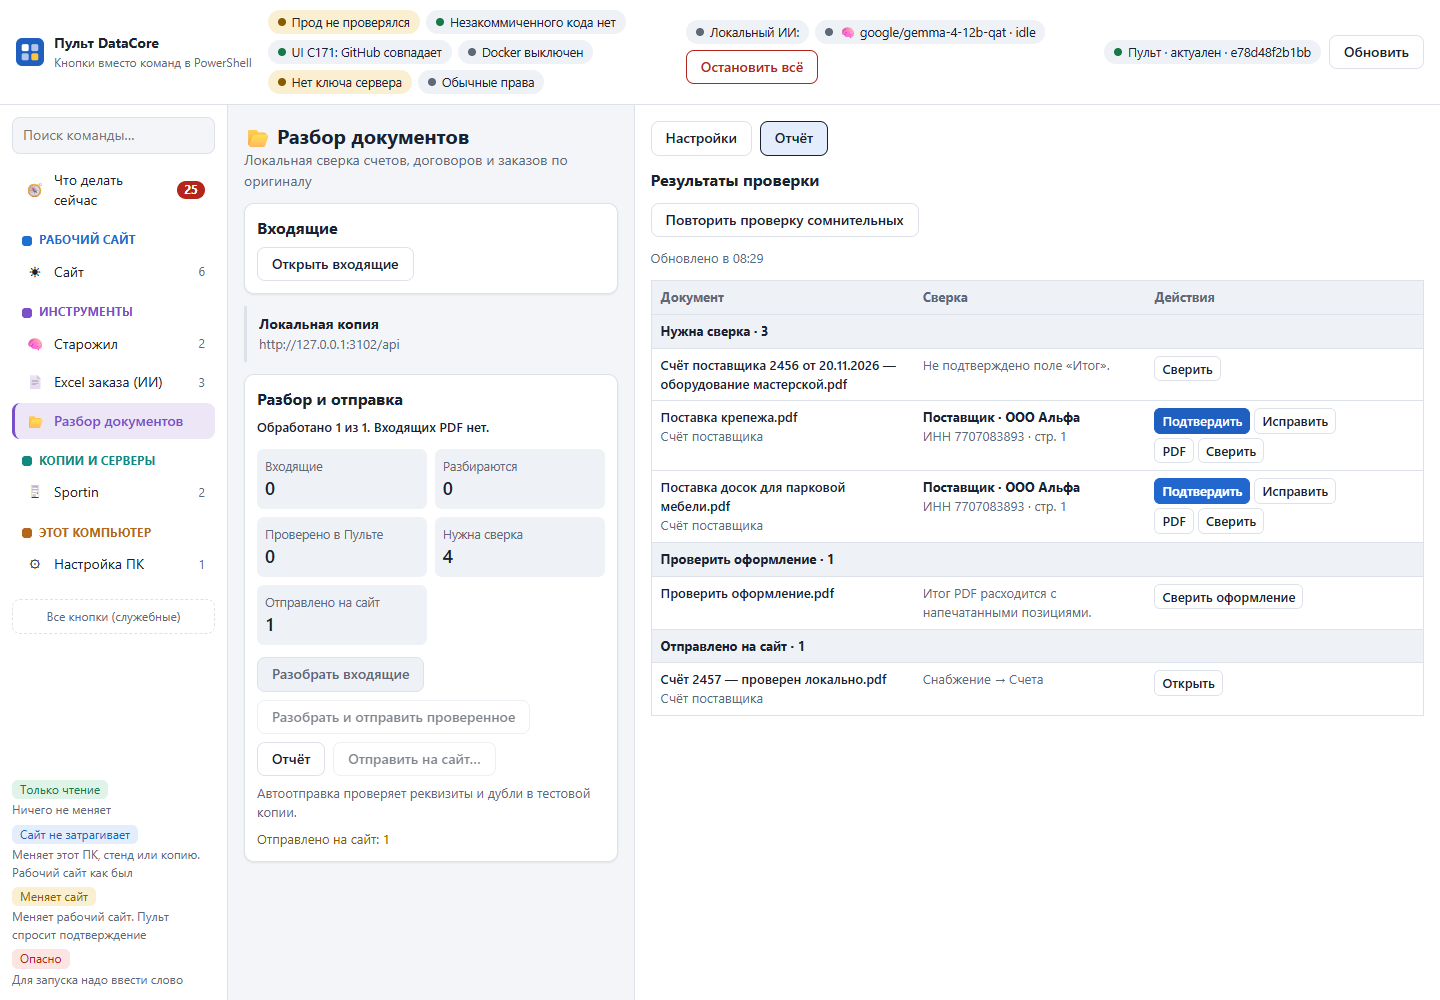 Пульт DataCore
Кнопки вместо команд в PowerShell
Прод не проверялся
Незакоммиченного кода нет
UI C171: GitHub совпадает
Docker выключен
Нет ключа сервера
Обычные права
Локальный ИИ:
google/gemma-4-12b-qat · idle
Остановить всё
Пульт · актуален · e78d48f2b1bb
Обновить
Поиск команды...
Что делать
сейчас
25
РАБОЧИЙ САЙТ
Сайт 6
ИНСТРУМЕНТЫ
Старожил 2
Excel заказа (ИИ) 3
Разбор документов
КОПИИ И СЕРВЕРЫ
Sportin 2
ЭТОТ КОМПЬЮТЕР
Настройка ПК 1
Все кнопки (служебные)
Только чтение
Ничего не меняет
Сайт не затрагивает
Меняет этот ПК, стенд или копию.
Рабочий сайт как был
Меняет сайт
Меняет рабочий сайт. Пульт
спросит подтверждение
Опасно
Для запуска надо ввести слово
Разбор документов
Локальная сверка счетов, договоров и заказов по
оригиналу
Входящие
Открыть входящие
Локальная копия
http://127.0.0.1:3102/api
Разбор и отправка
Обработано 1 из 1. Входящих PDF нет.
Входящие
0
Разбираются
0
Проверено в Пульте
0
Нужна сверка
4
Отправлено на сайт
1
Разобрать входящие
Разобрать и отправить проверенное
Отчёт
Отправить на сайт...
Автоотправка проверяет реквизиты и дубли в тестовой
копии.
Отправлено на сайт: 1
Настройки
Отчёт
Результаты проверки
Повторить проверку сомнительных
Обновлено в 08:29
Документ Сверка Действия
Нужна сверка · 3
Счёт поставщика 2456 от 20.11.2026 —
оборудование мастерской.pdf
Не подтверждено поле «Итог».
Сверить
Поставка крепежа.pdf
Счёт поставщика
Поставщик · ООО Альфа
ИНН 7707083893 · стр. 1
Подтвердить Исправить
PDF Сверить
Поставка досок для парковой
мебели.pdf
Счёт поставщика
Поставщик · ООО Альфа
ИНН 7707083893 · стр. 1
Подтвердить Исправить
PDF Сверить
Проверить оформление · 1
Проверить оформление.pdf
Итог PDF расходится с
напечатанными позициями.
Сверить оформление
Отправлено на сайт · 1
Счёт 2457 — проверен локально.pdf
Счёт поставщика
Снабжение → Счета
Открыть